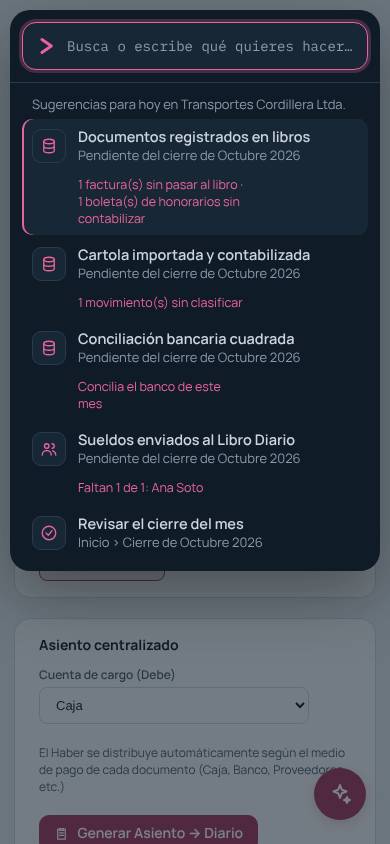 Busca o escribe qué quieres hacer…
Sugerencias para hoy en Transportes Cordillera Ltda.
Documentos registrados en libros
Pendiente del cierre de Octubre 2026
1 factura(s) sin pasar al libro ·
1 boleta(s) de honorarios sin
contabilizar
Cartola importada y contabilizada
Pendiente del cierre de Octubre 2026
1 movimiento(s) sin clasificar
Conciliación bancaria cuadrada
Pendiente del cierre de Octubre 2026
Concilia el banco de este
mes
Sueldos enviados al Libro Diario
Pendiente del cierre de Octubre 2026
Faltan 1 de 1: Ana Soto
Revisar el cierre del mes
Inicio › Cierre de Octubre 2026
Asiento centralizado
Cuenta de cargo (Debe)
Caja
El Haber se distribuye automáticamente según el medio
de pago de cada documento (Caja, Banco, Proveedores,
etc.)
Generar Asiento → Diario